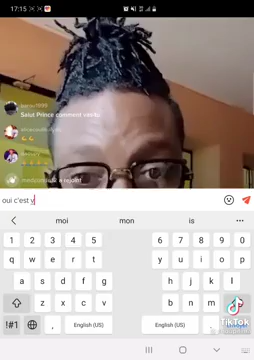 17:15
Salut Prince comment vas tu
a rejoint
oui c'est y
moi mon is
1 2 3 4 5 6 7 8 9 0
q w e r t y u i o p
a s d f g h j k l
z x c v b n m
!#1 , English (US) English (US)
TikTok